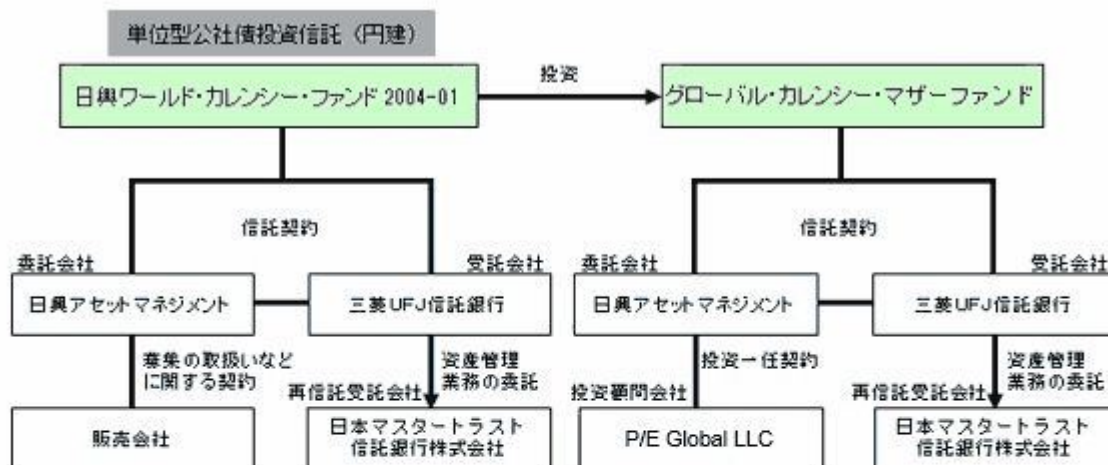 単位型公社債投資信託（円建）
日興ワールド・カレンシー・ファンド 2004-01
投資
グローバル・カレンシー・マザーファンド
信託契約
信託契約
委託会社
受託会社
委託会社
受託会社
日興アセットマネジメント
三菱UFJ信託銀行
日興アセットマネジメント
三菱UFJ信託銀行
募集の取扱いなど
に関する契約
資産管理
業務の委託
投資一任契約
資産管理
業務の委託
再信託受託会社
投資顧問会社
再信託受託会社
販売会社
日本マスタートラスト
信託銀行株式会社
P/E Global LLC
日本マスタートラスト
信託銀行株式会社